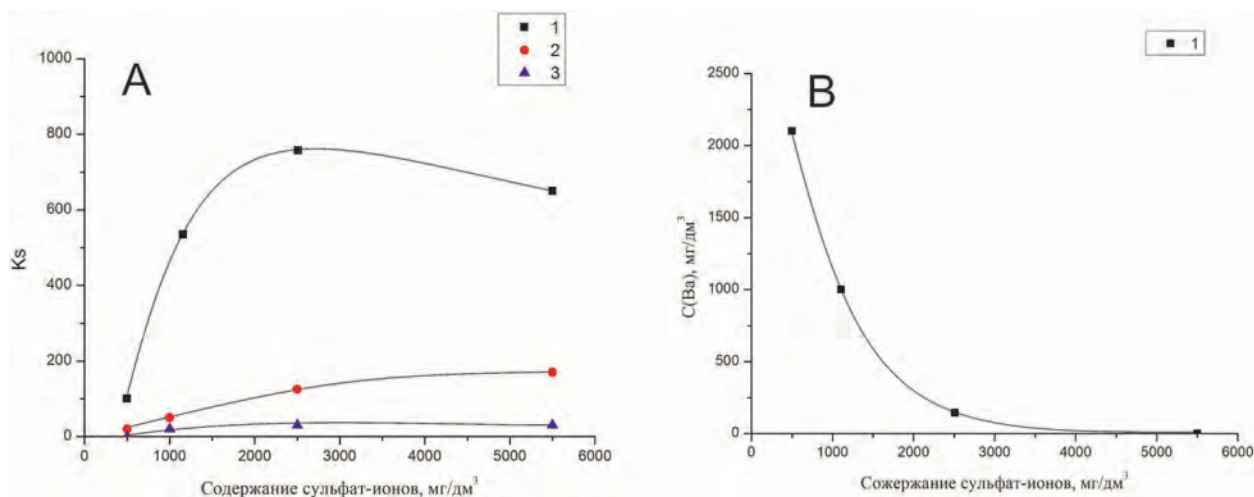 1
2
3
A
1000
800
600
400
200
0
Ks
0 1000 2000 3000 4000 5000 6000
Содержание сульфат-ионов, мг/дм³
1
B
2500
2000
1500
1000
500
0
C(Ba), мг/дм³
0 1000 2000 3000 4000 5000 6000
Сожержание сульфат-ионов, мг/дм³